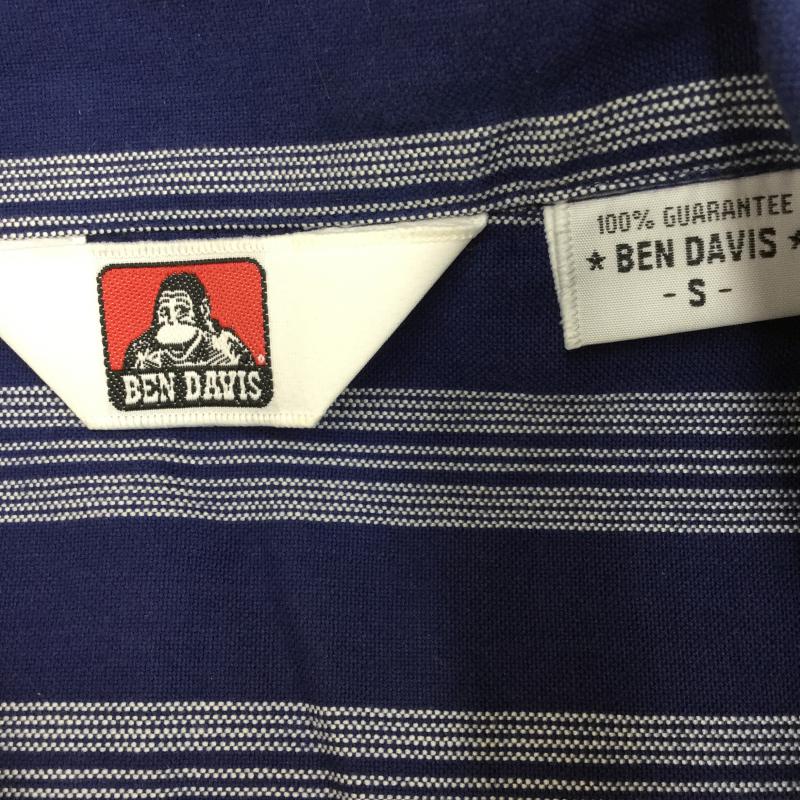 BEN DAVIS
®
100% GUARANTEE
★ BEN DAVIS ★
- S -